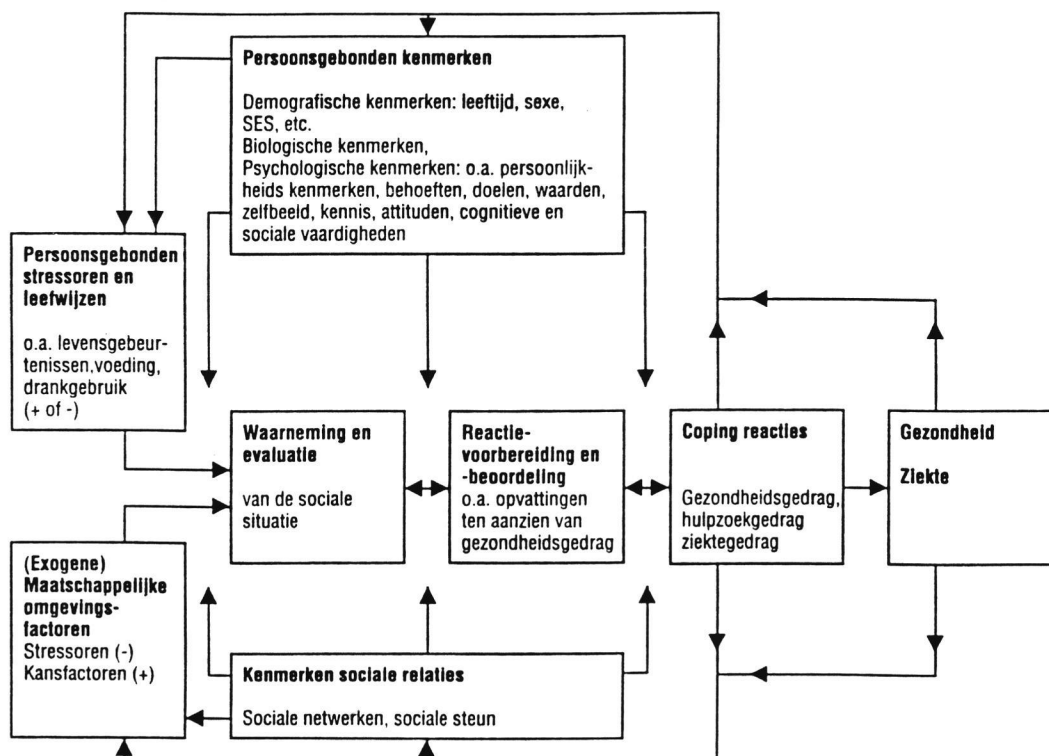 Persoonsgebonden kenmerken
Demografische kenmerken: leeftijd, sexe,
SES, etc.
Biologische kenmerken,
Psychologische kenmerken: o.a. persoonlijk-
heids kenmerken, behoeften, doelen, waarden,
zelfbeeld, kennis, attituden, cognitieve en
sociale vaardigheden
Persoonsgebonden
stressoren en
leefwijzen
o.a. levensgebeur-
tenissen,voeding,
drankgebruik
(+ of -)
Waarneming en
evaluatie
van de sociale
situatie
Reactie-
voorbereiding en
-beoordeling
o.a. opvattingen
ten aanzien van
gezondheidsgedrag
Coping reacties
Gezondheidsgedrag,
hulpzoekgedrag
ziektegedrag
Gezondheid
Ziekte
(Exogene)
Maatschappelijke
omgevings-
factoren
Stressoren (-)
Kansfactoren (+)
Kenmerken sociale relaties
Sociale netwerken, sociale steun